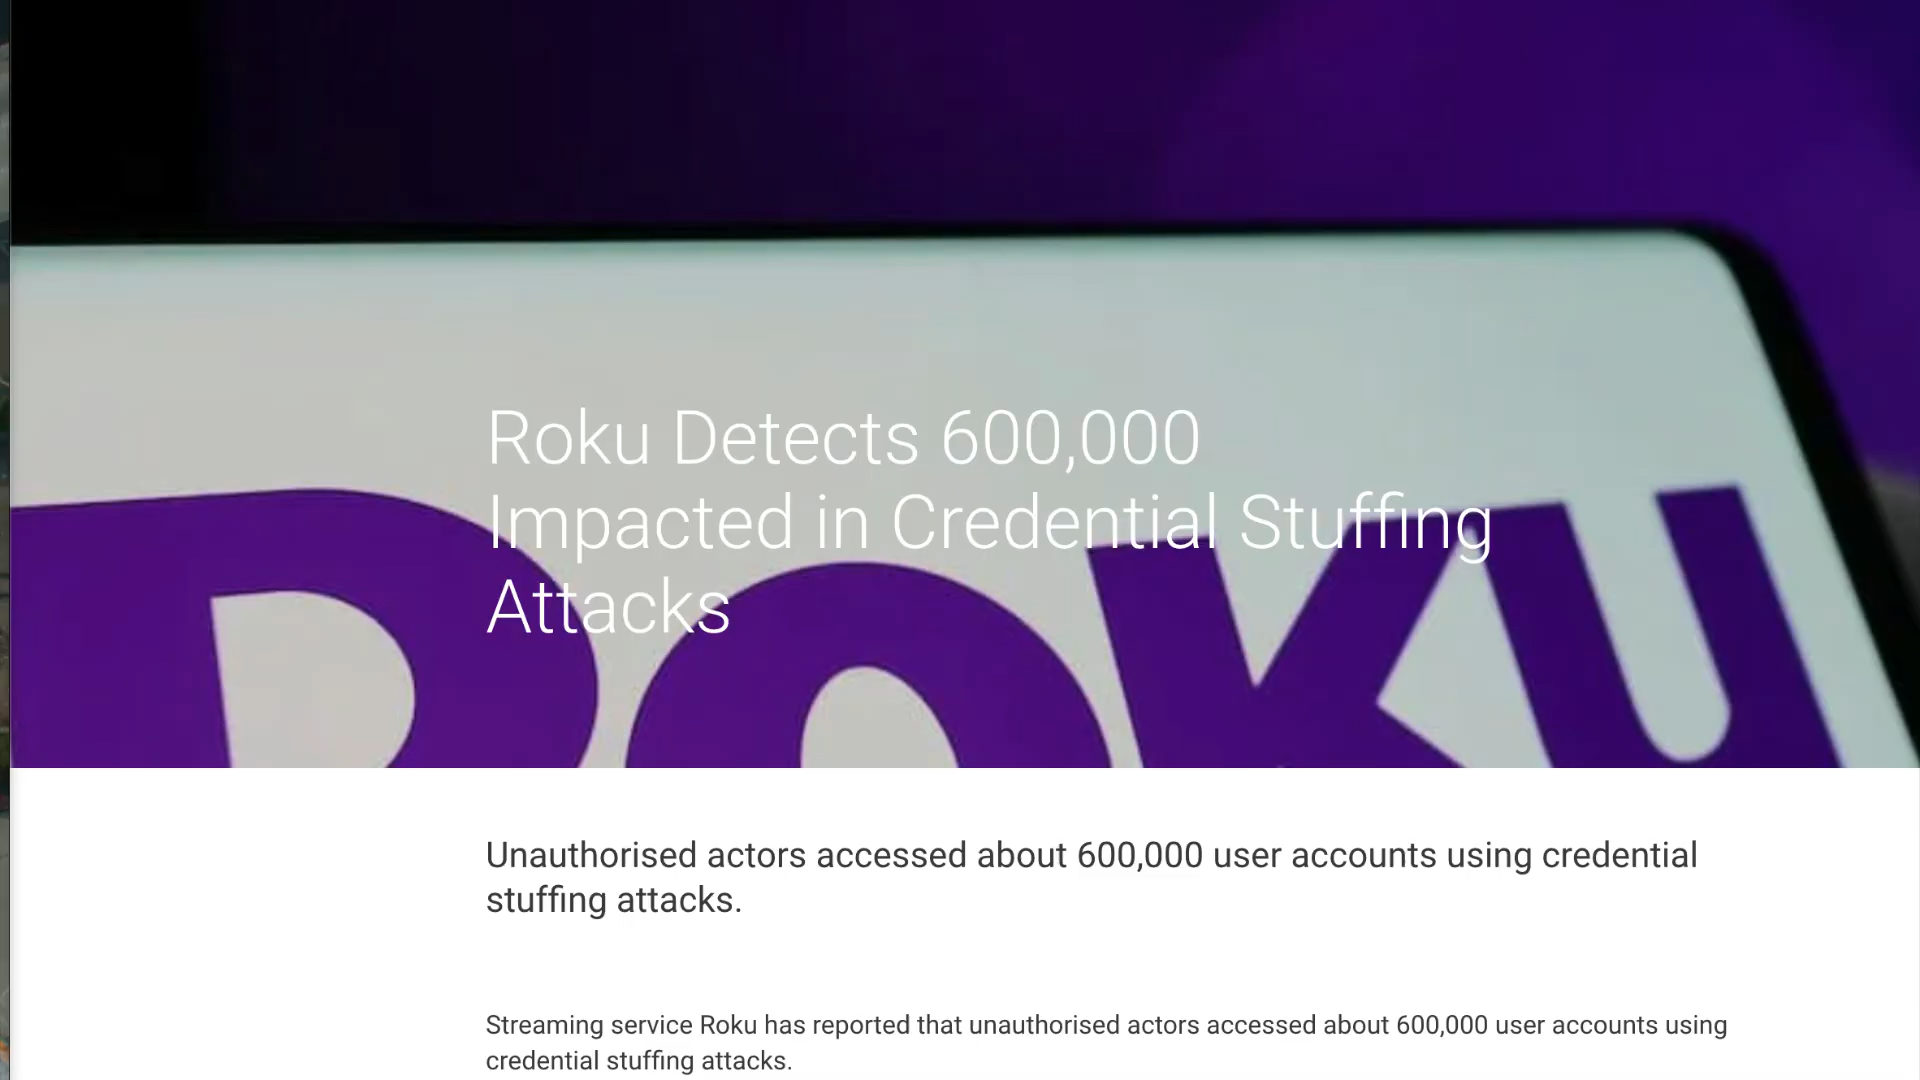 Roku Detects 600,000
Impacted in Credential Stuffing
Attacks
Roku
Unauthorised actors accessed about 600,000 user accounts using credential
stuffing attacks.
Streaming service Roku has reported that unauthorised actors accessed about 600,000 user accounts using
credential stuffing attacks.